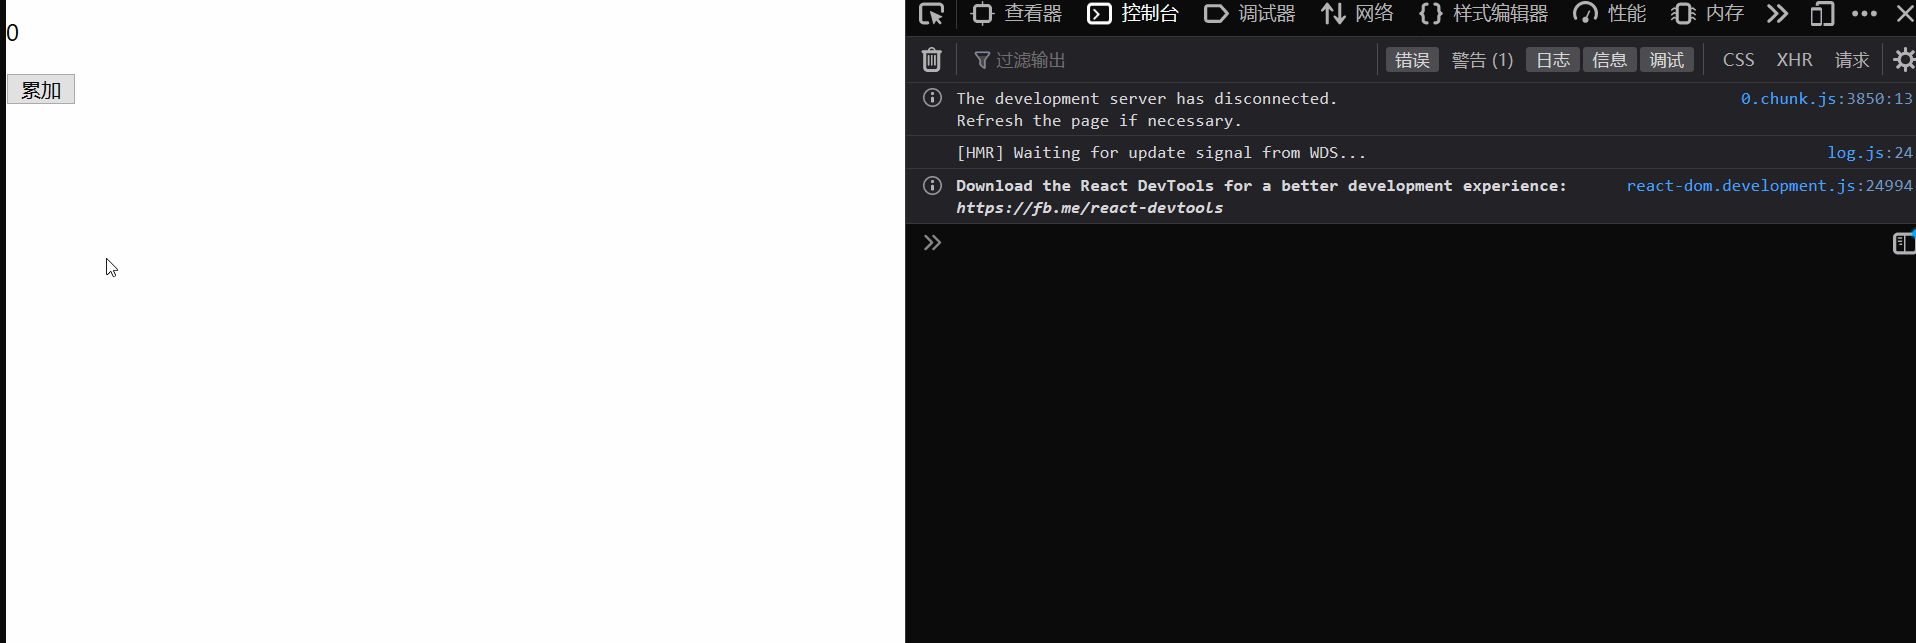 0
累加
查看器 控制台 调试器 网络 样式编辑器 性能 内存
过滤输出 错误 警告 (1) 日志 信息 调试 CSS XHR 请求
The development server has disconnected. 0.chunk.js:3850:13
Refresh the page if necessary.
[HMR] Waiting for update signal from WDS... log.js:24
Download the React DevTools for a better development experience: react-dom.development.js:24994
https://fb.me/react-devtools